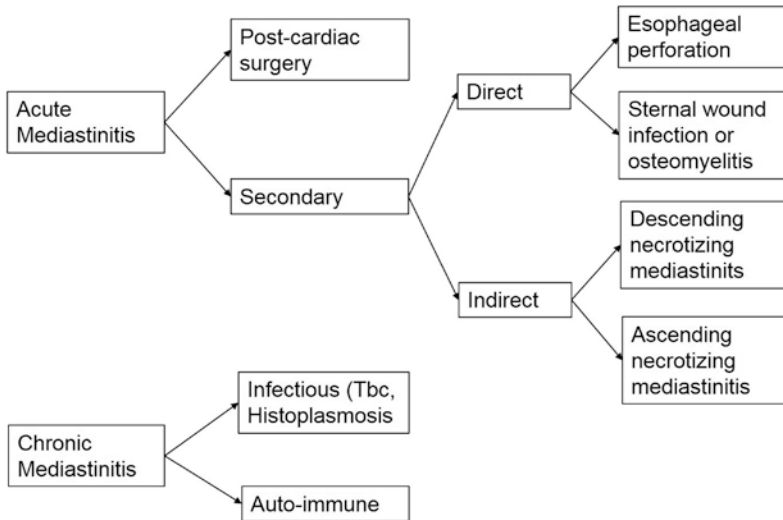 Post-cardiac
surgery
Esophageal
perforation
Direct
Acute
Mediastinitis
Sternal wound
infection or
osteomyelitis
Secondary
Descending
necrotizing
mediastinits
Indirect
Ascending
necrotizing
mediastinitis
Infectious (Tbc,
Histoplasmosis
Chronic
Mediastinitis
Auto-immune